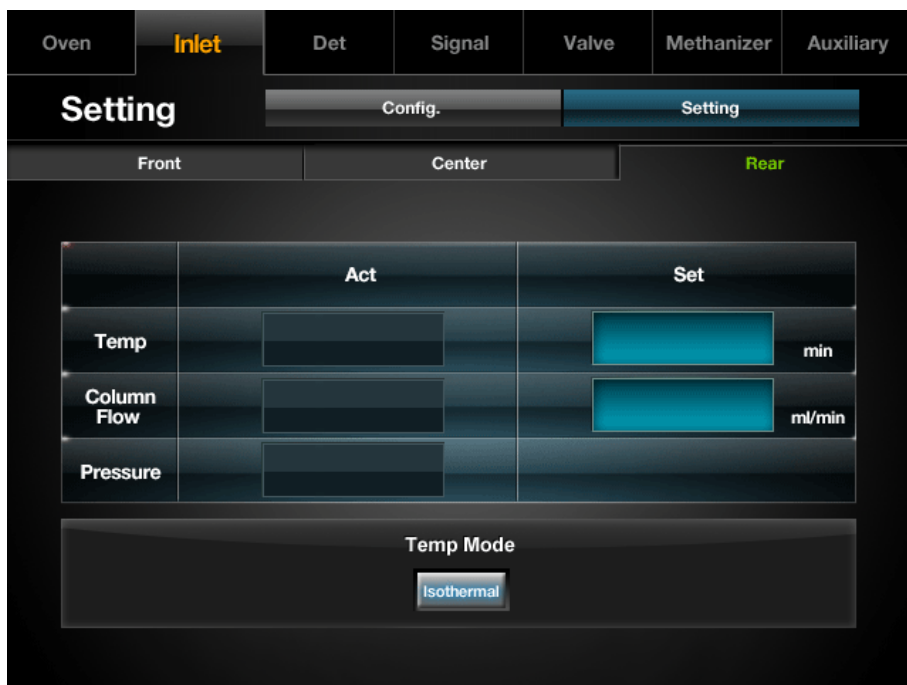 Oven Inlet Det Signal Valve Methanizer Auxiliary
Setting Config. Setting
Front Center Rear
Act Set
Temp min
Column
Flow ml/min
Pressure
Temp Mode
Isothermal